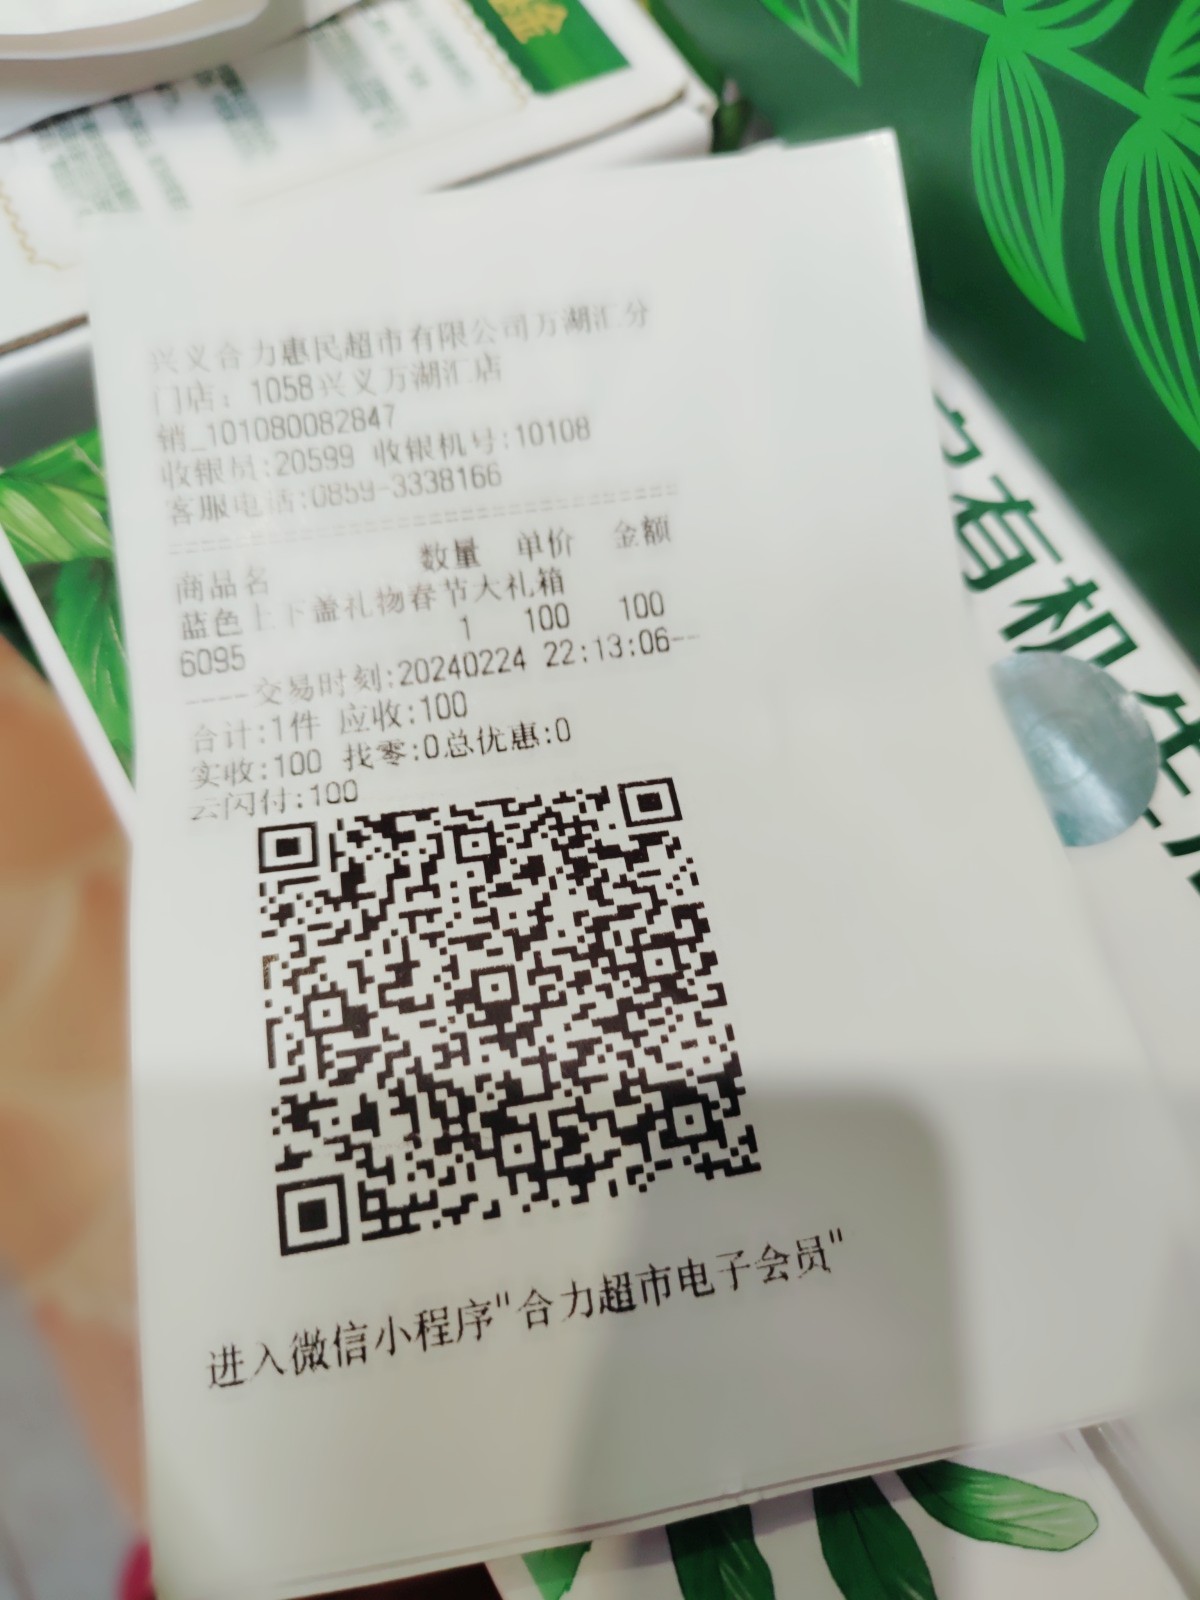 兴义合力惠民超市有限公司万湖汇分
门店：1058兴义万湖汇店
销_101080082847
收银员:20599 收银机号:10108
客服电话:0859-3338166
商品名 数量 单价 金额
蓝色上下盖礼物春节大礼箱
6095 1 100 100
----交易时刻:20240224 22:13:06--
合计:1件 应收:100
实收:100 找零:0总优惠:0
云闪付:100
进入微信小程序"合力超市电子会员"
有机生